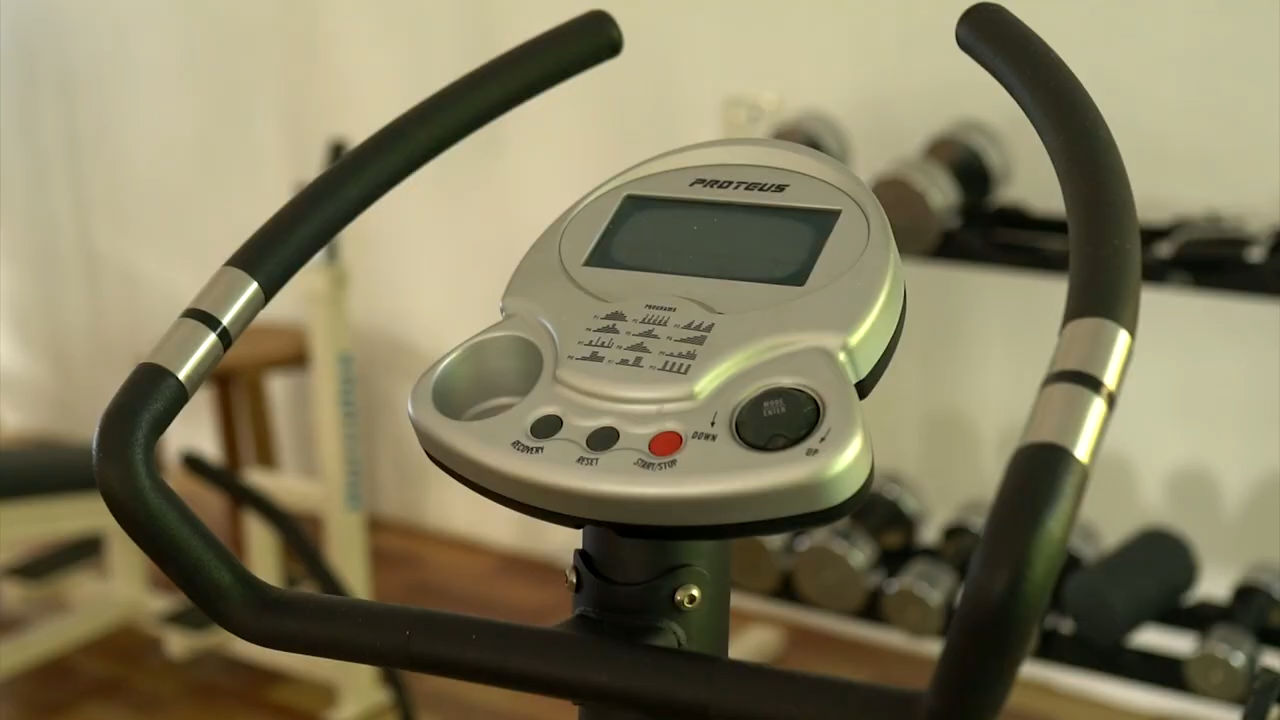 PROTEUS
PROGRAMS
MODE
ENTER
DOWN
UP
RECOVERY
RESET
START/STOP